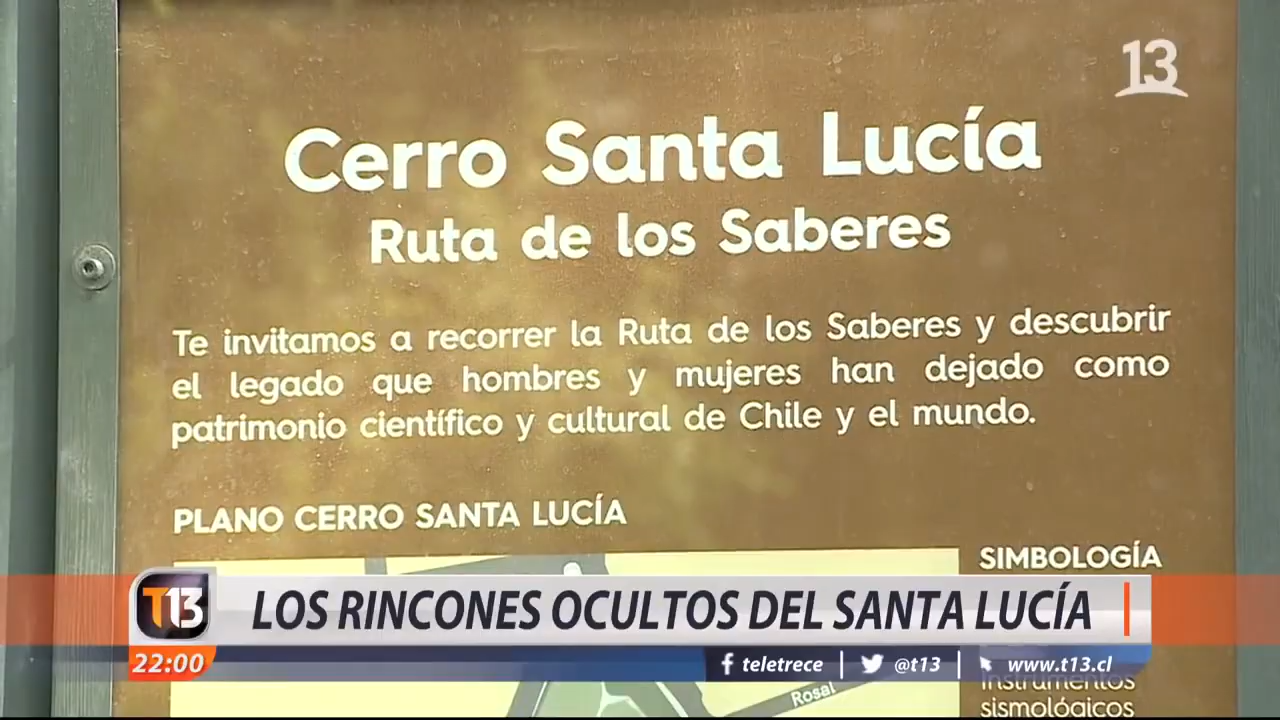 13
Cerro Santa Lucía
Ruta de los Saberes
Te invitamos a recorrer la Ruta de los Saberes y descubrir
el legado que hombres y mujeres han dejado como
patrimonio científico y cultural de Chile y el mundo.
PLANO CERRO SANTA LUCÍA
SIMBOLOGÍA
T13
LOS RINCONES OCULTOS DEL SANTA LUCÍA
22:00
teletrece
@t13
www.t13.cl
Instrumentos
sismológicos
Rosal